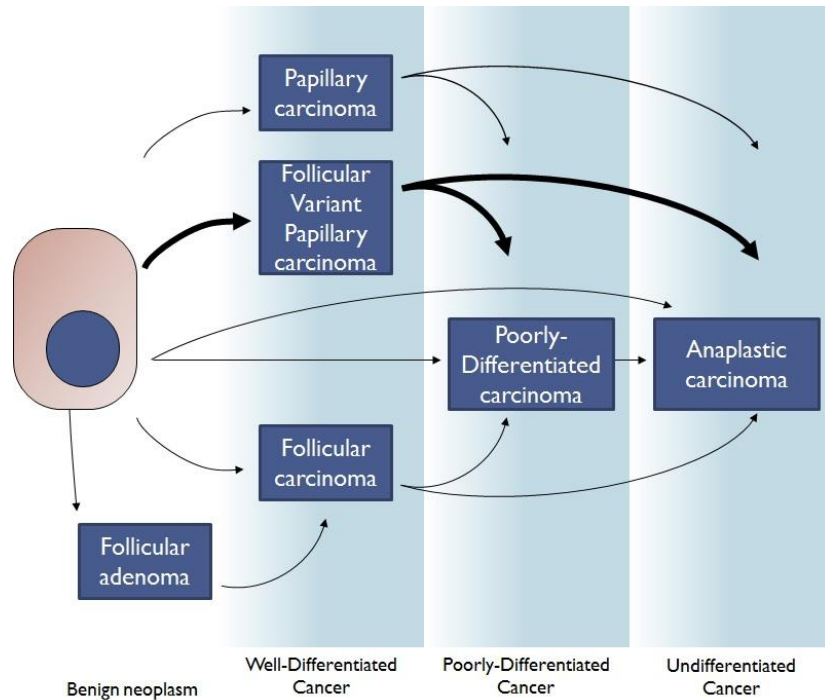 Papillary
carcinoma
Follicular
Variant
Papillary
carcinoma
Poorly-
Differentiated
carcinoma
Anaplastic
carcinoma
Follicular
carcinoma
Follicular
adenoma
Benign neoplasm
Well-Differentiated
Cancer
Poorly-Differentiated
Cancer
Undifferentiated
Cancer